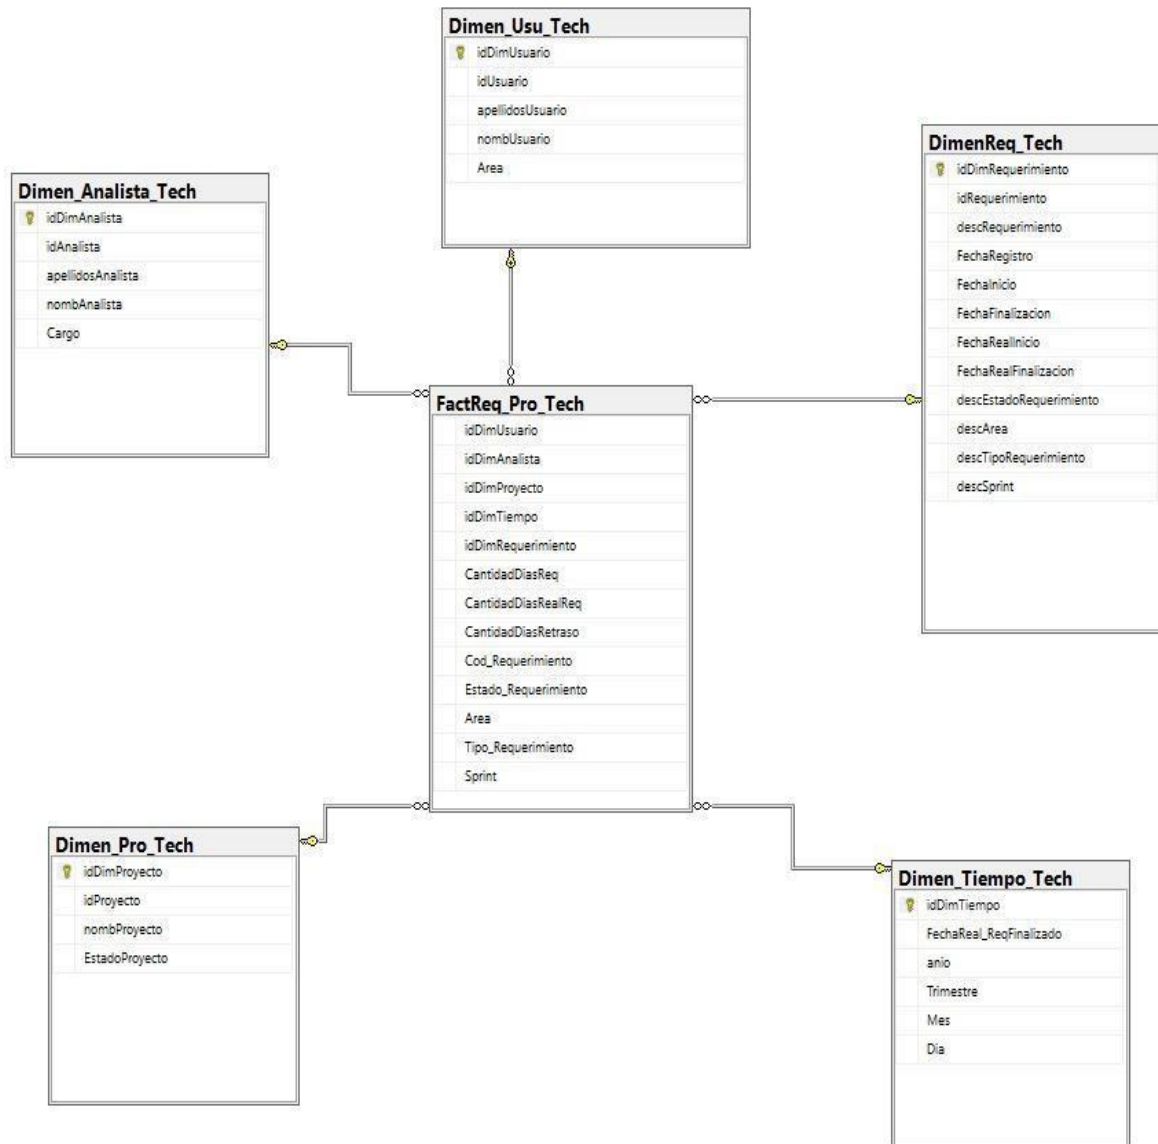 Dimen_Usu_Tech
idDimUsuario
idUsuario
apellidosUsuario
nombUsuario
Area
DimenReq_Tech
idDimRequerimiento
idRequerimiento
descRequerimiento
FechaRegistro
FechaInicio
FechaFinalizacion
FechaRealInicio
FechaRealFinalizacion
descEstadoRequerimiento
descArea
descTipoRequerimiento
descSprint
Dimen_Analista_Tech
idDimAnalista
idAnalista
apellidosAnalista
nombAnalista
Cargo
FactReq_Pro_Tech
idDimUsuario
idDimAnalista
idDimProyecto
idDimTiempo
idDimRequerimiento
CantidadDiasReq
CantidadDiasRealReq
CantidadDiasRetraso
Cod_Requerimiento
Estado_Requerimiento
Area
Tipo_Requerimiento
Sprint
Dimen_Pro_Tech
idDimProyecto
idProyecto
nombProyecto
EstadoProyecto
Dimen_Tiempo_Tech
idDimTiempo
FechaReal_ReqFinalizado
anio
Trimestre
Mes
Dia